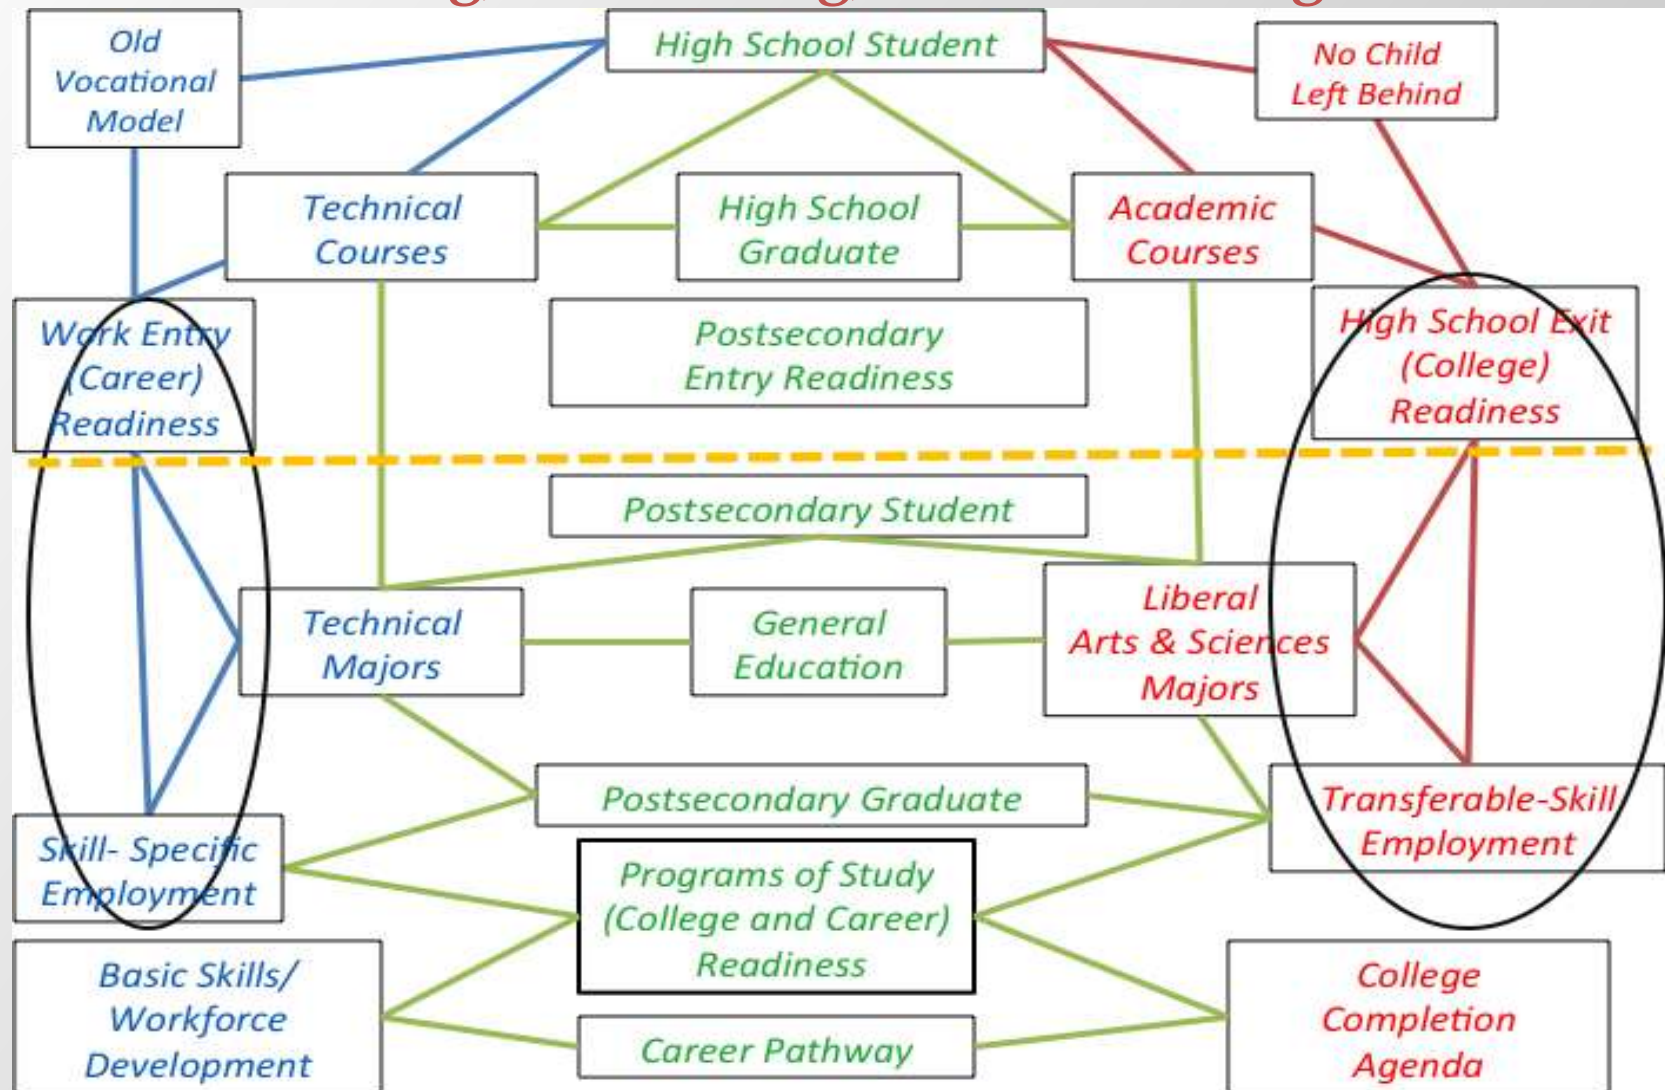 Old
Vocational
Model
High School Student
No Child
Left Behind
Technical
Courses
High School
Graduate
Academic
Courses
Work Entry
(Career)
Readiness
Postsecondary
Entry Readiness
High School Exit
(College)
Readiness
Postsecondary Student
Technical
Majors
General
Education
Liberal
Arts & Sciences
Majors
Postsecondary Graduate
Skill- Specific
Employment
Programs of Study
(College and Career)
Readiness
Transferable-Skill
Employment
Basic Skills/
Workforce
Development
Career Pathway
College
Completion
Agenda